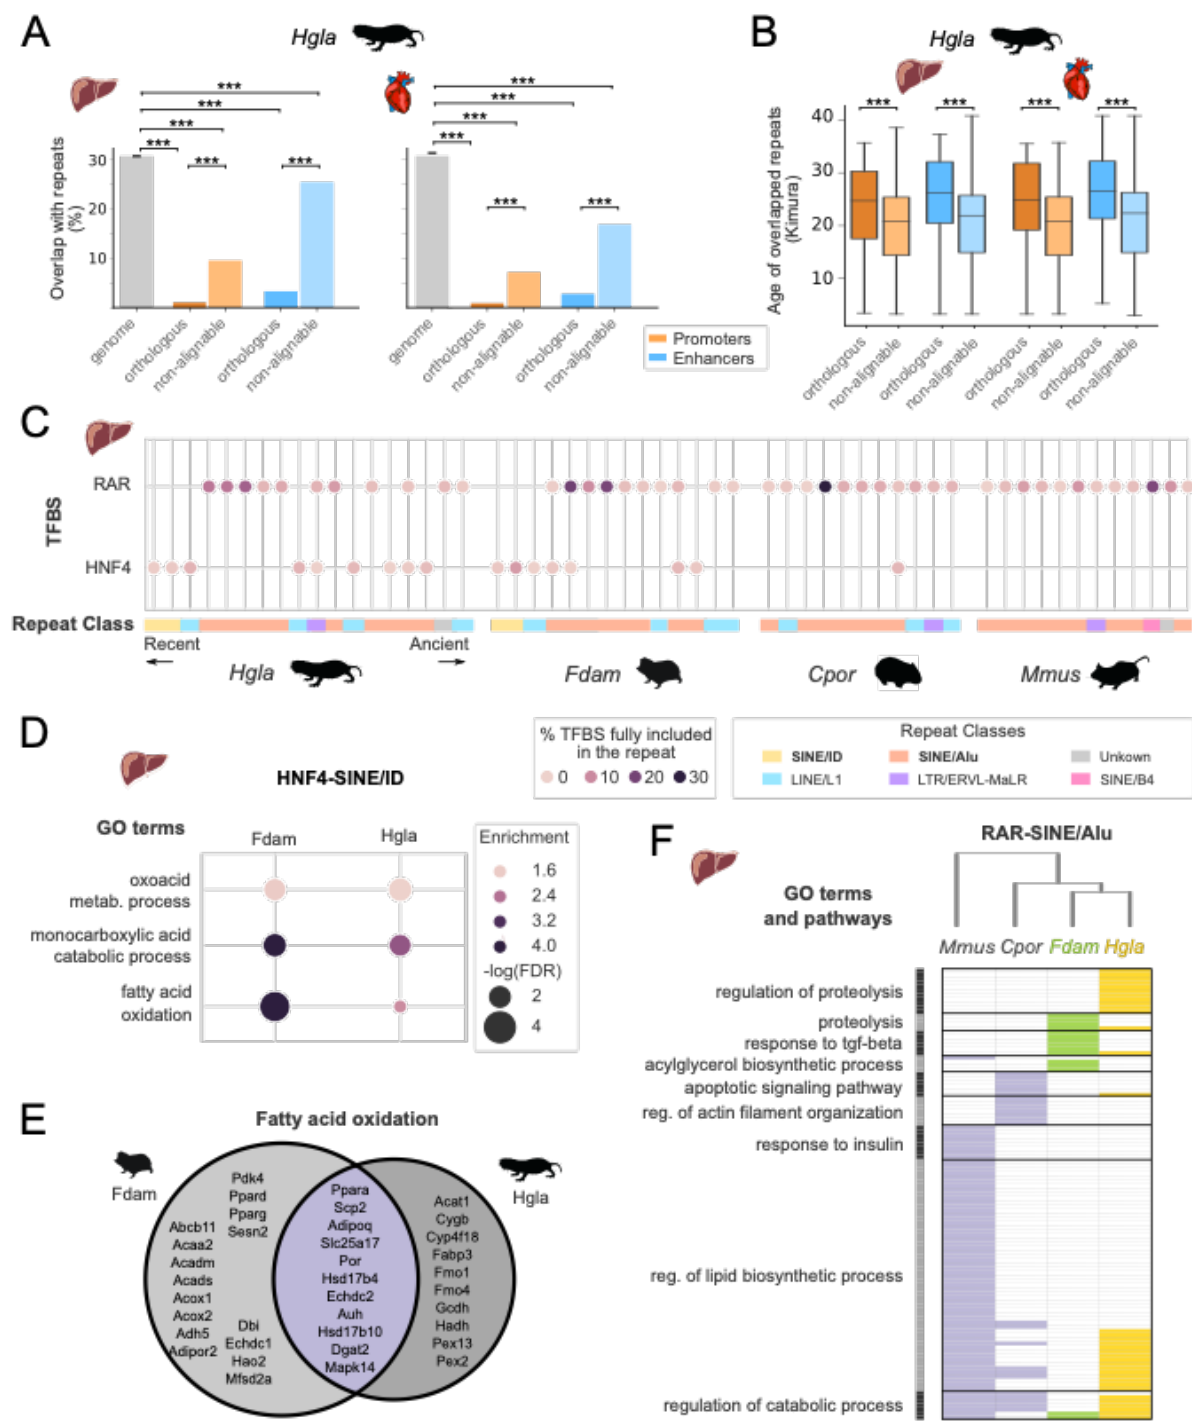 A
Hgla
***
***
***
***
***
***
Overlap with repeats
(%)
30
20
10
genome
orthologous
non-alignable
orthologous
non-alignable
***
***
***
***
***
***
genome
orthologous
non-alignable
orthologous
non-alignable
Promoters
Enhancers
B
Hgla
***
***
***
***
Age of overlapped repeats
(Kimura)
40
30
20
10
orthologous
non-alignable
orthologous
non-alignable
orthologous
non-alignable
orthologous
non-alignable
C
TFBS
RAR
HNF4
Repeat Class
Recent
Ancient
Hgla
Fdam
Cpor
Mmus
% TFBS fully included
in the repeat
0 10 20 30
Repeat Classes
SINE/ID
SINE/Alu
Unkown
LINE/L1
LTR/ERVL-MaLR
SINE/B4
D
HNF4-SINE/ID
GO terms
Fdam
Hgla
oxoacid
metab. process
monocarboxylic acid
catabolic process
fatty acid
oxidation
Enrichment
1.6
2.4
3.2
4.0
-log(FDR)
2
4
E
Fatty acid oxidation
Fdam
Hgla
Pdk4
Ppard
Pparg
Sesn2
Abcb11
Acaa2
Acadm
Acads
Acox1
Acox2
Adh5
Adipor2
Dbi
Echdc1
Hao2
Mfsd2a
Ppara
Scp2
Adipoq
Slc25a17
Por
Hsd17b4
Echdc2
Auh
Hsd17b10
Dgat2
Mapk14
Acat1
Cygb
Cyp4f18
Fabp3
Fmo1
Fmo4
Gcdh
Hadh
Pex13
Pex2
F
RAR-SINE/Alu
GO terms
and pathways
Mmus Cpor Fdam Hgla
regulation of proteolysis
proteolysis
response to tgf-beta
acylglycerol biosynthetic process
apoptotic signaling pathway
reg. of actin filament organization
response to insulin
reg. of lipid biosynthetic process
regulation of catabolic process